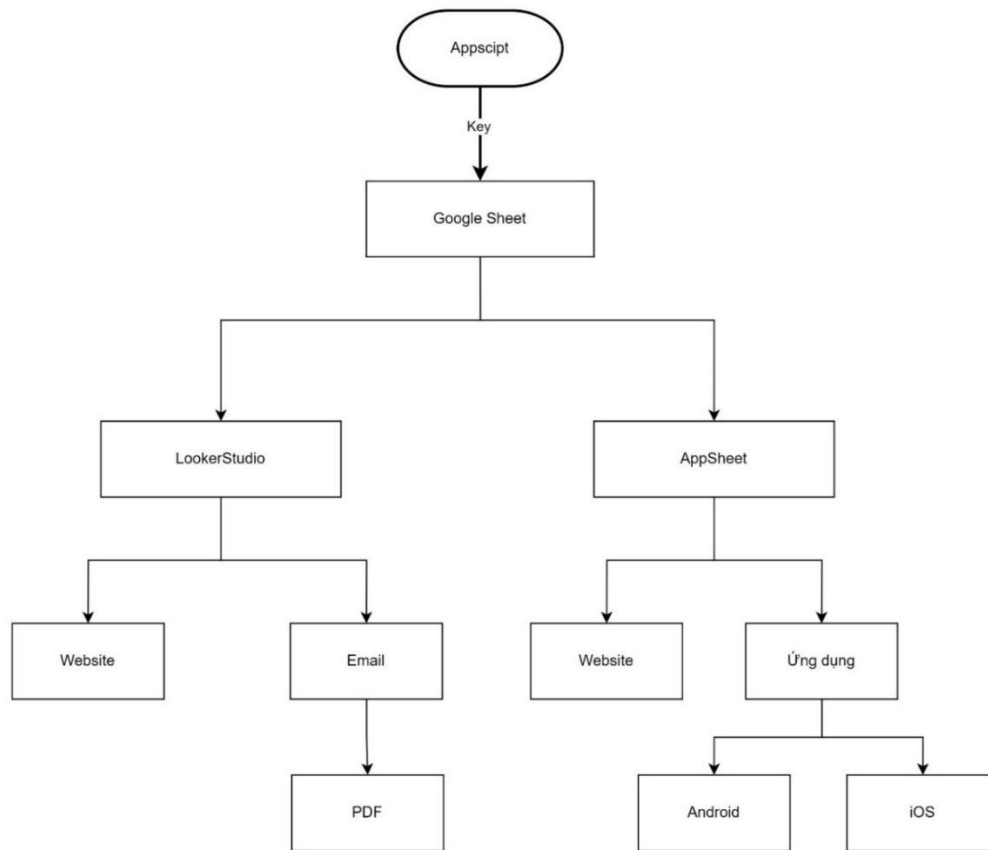 Appscipt
Key
Google Sheet
LookerStudio
AppSheet
Website
Email
Website
Ứng dụng
PDF
Android
iOS